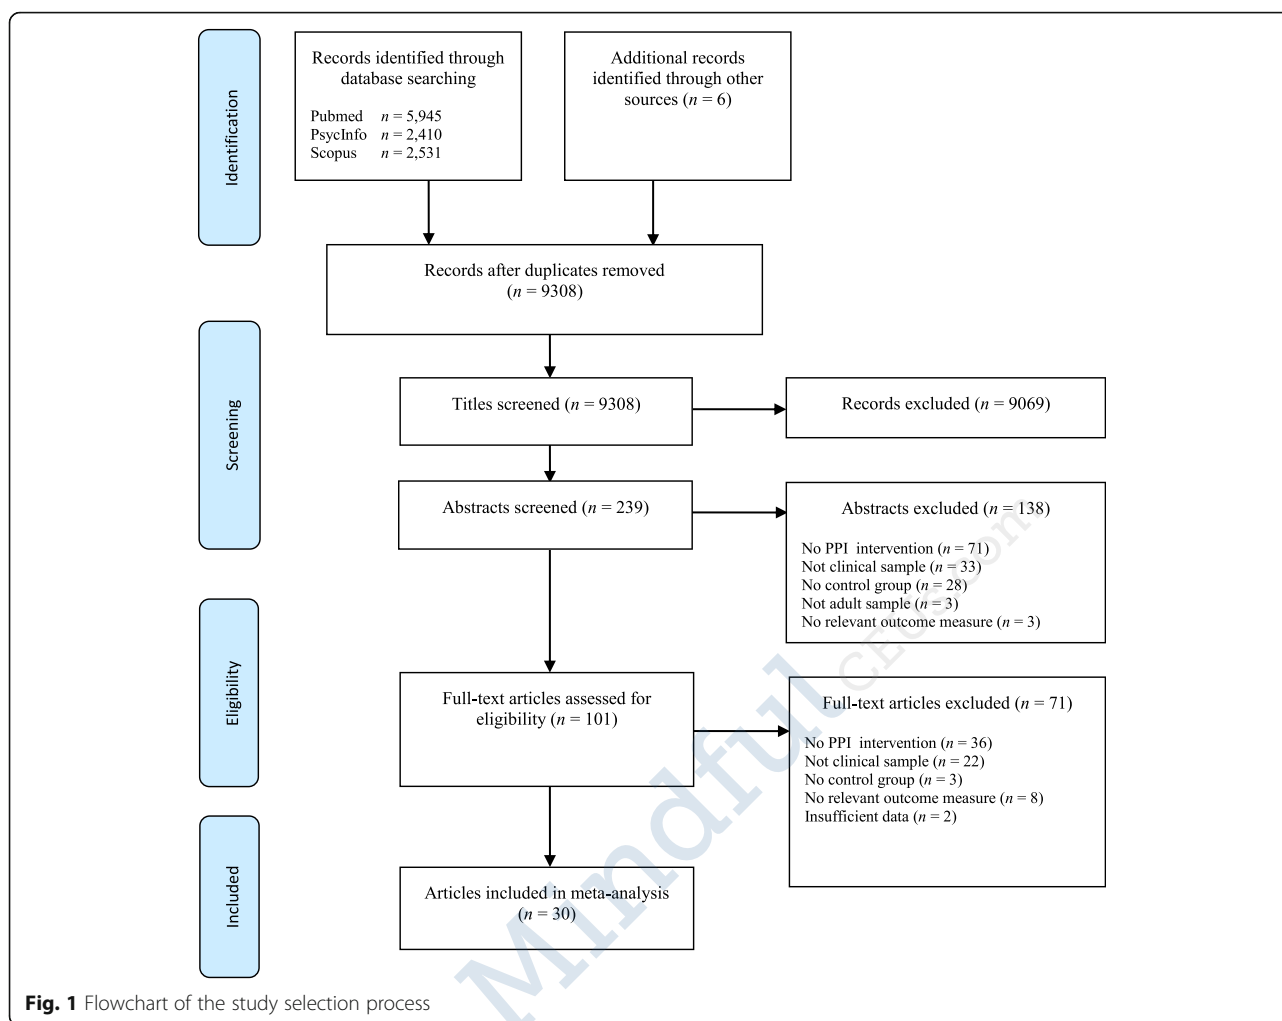 Identification
Records identified through
database searching
Pubmed n = 5,945
PsycInfo n = 2,410
Scopus n = 2,531
Additional records
identified through other
sources (n = 6)
Records after duplicates removed
(n = 9308)
Screening
Titles screened (n = 9308)
Records excluded (n = 9069)
Abstracts screened (n = 239)
Abstracts excluded (n = 138)
No PPI intervention (n = 71)
Not clinical sample (n = 33)
No control group (n = 28)
Not adult sample (n = 3)
No relevant outcome measure (n = 3)
Eligibility
Full-text articles assessed for
eligibility (n = 101)
Full-text articles excluded (n = 71)
No PPI intervention (n = 36)
Not clinical sample (n = 22)
No control group (n = 3)
No relevant outcome measure (n = 8)
Insufficient data (n = 2)
Included
Articles included in meta-analysis
(n = 30)
Mindful CEUs.com
Fig. 1 Flowchart of the study selection process